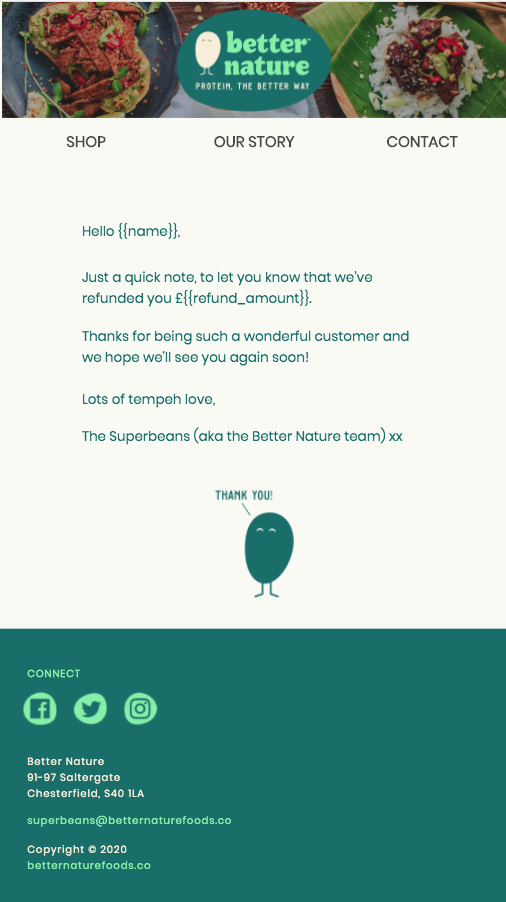 better™
nature
PROTEIN, THE BETTER WAY
SHOP OUR STORY CONTACT
Hello {{name}},
Just a quick note, to let you know that we've
refunded you £{{refund_amount}}.
Thanks for being such a wonderful customer and
we hope we'll see you again soon!
Lots of tempeh love,
The Superbeans (aka the Better Nature team) xx
THANK YOU!
CONNECT
Better Nature
91-97 Saltergate
Chesterfield, S40 1LA
superbeans@betternaturefoods.co
Copyright © 2020
betternaturefoods.co